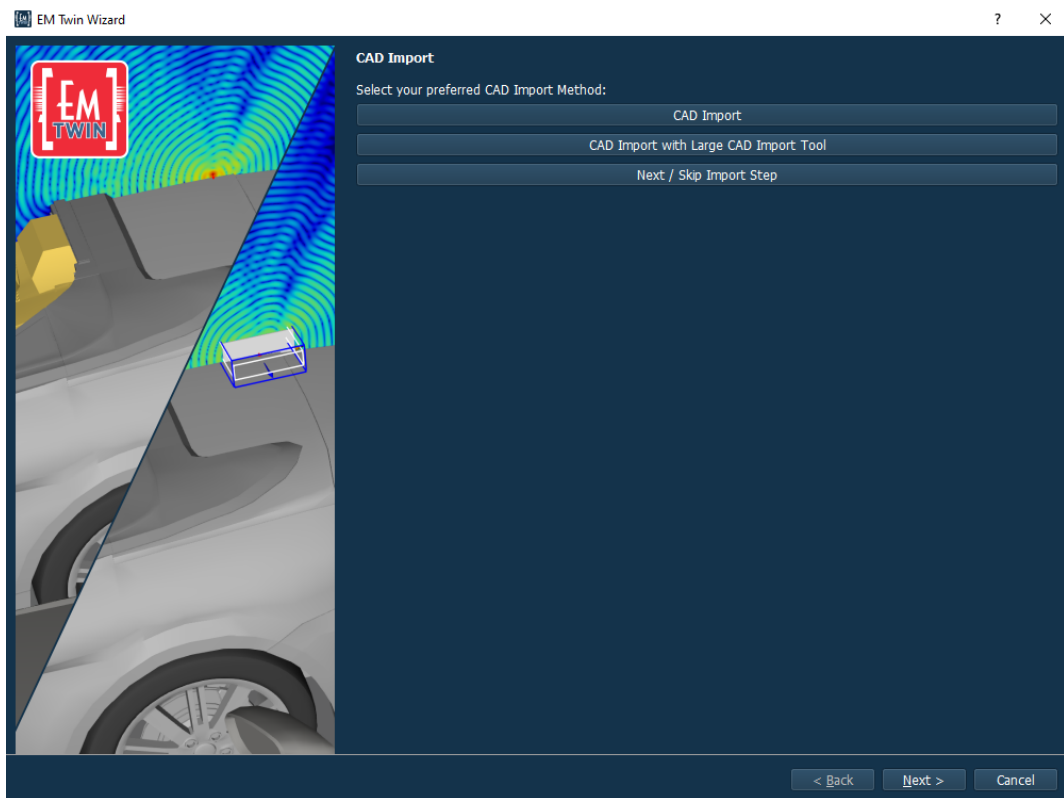 EM Twin Wizard
?
EM
TWIN
CAD Import
Select your preferred CAD Import Method:
CAD Import
CAD Import with Large CAD Import Tool
Next / Skip Import Step
< Back
Next >
Cancel